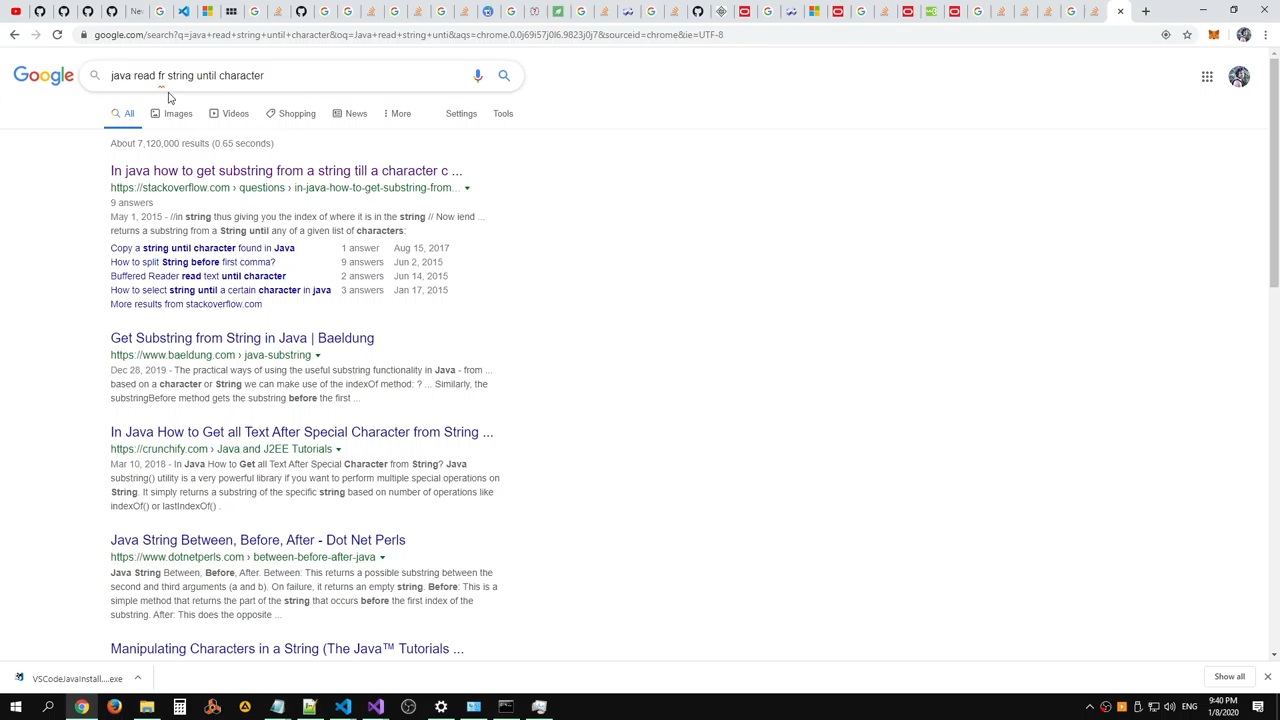 Nev
google.com/search?q=java+read+string+until+character&oq=Java+read+string+unti&aqs=chrome.0.0j69i57j0l6.9823j0j7&sourceid=chrome&ie=UTF-8
Google
java read fr string until character
All
Images
Videos
Shopping
News
More
Settings
Tools
About 7,120,000 results (0.65 seconds)
In java how to get substring from a string till a character c ...
https://stackoverflow.com › questions › in-java-how-to-get-substring-from...
9 answers
May 1, 2015 - //in string thus giving you the index of where it is in the string // Now iend ...
returns a substring from a String until any of a given list of characters:
Copy a string until character found in Java 1 answer Aug 15, 2017
How to split String before first comma? 9 answers Jun 2, 2015
Buffered Reader read text until character 2 answers Jun 14, 2015
How to select string until a certain character in java 3 answers Jan 17, 2015
More results from stackoverflow.com
Get Substring from String in Java | Baeldung
https://www.baeldung.com › java-substring
Dec 28, 2019 - The practical ways of using the useful substring functionality in Java - from ...
based on a character or String we can make use of the indexOf method: ? ... Similarly, the
substringBefore method gets the substring before the first ...
In Java How to Get all Text After Special Character from String ...
https://crunchify.com › Java and J2EE Tutorials
Mar 10, 2018 - In Java How to Get all Text After Special Character from String? Java
substring() utility is a very powerful library if you want to perform multiple special operations on
String. It simply returns a substring of the specific string based on number of operations like
indexOf() or lastIndexOf() .
Java String Between, Before, After - Dot Net Perls
https://www.dotnetperls.com › between-before-after-java
Java String Between, Before, After. Between: This returns a possible substring between the
second and third arguments (a and b). On failure, it returns an empty string. Before: This is a
simple method that returns the part of the string that occurs before the first index of the
substring. After: This does the opposite ...
Manipulating Characters in a String (The Java™ Tutorials ...
VSCodeJavaInstall....exe
Show all
ENG
9:40 PM
1/8/2020